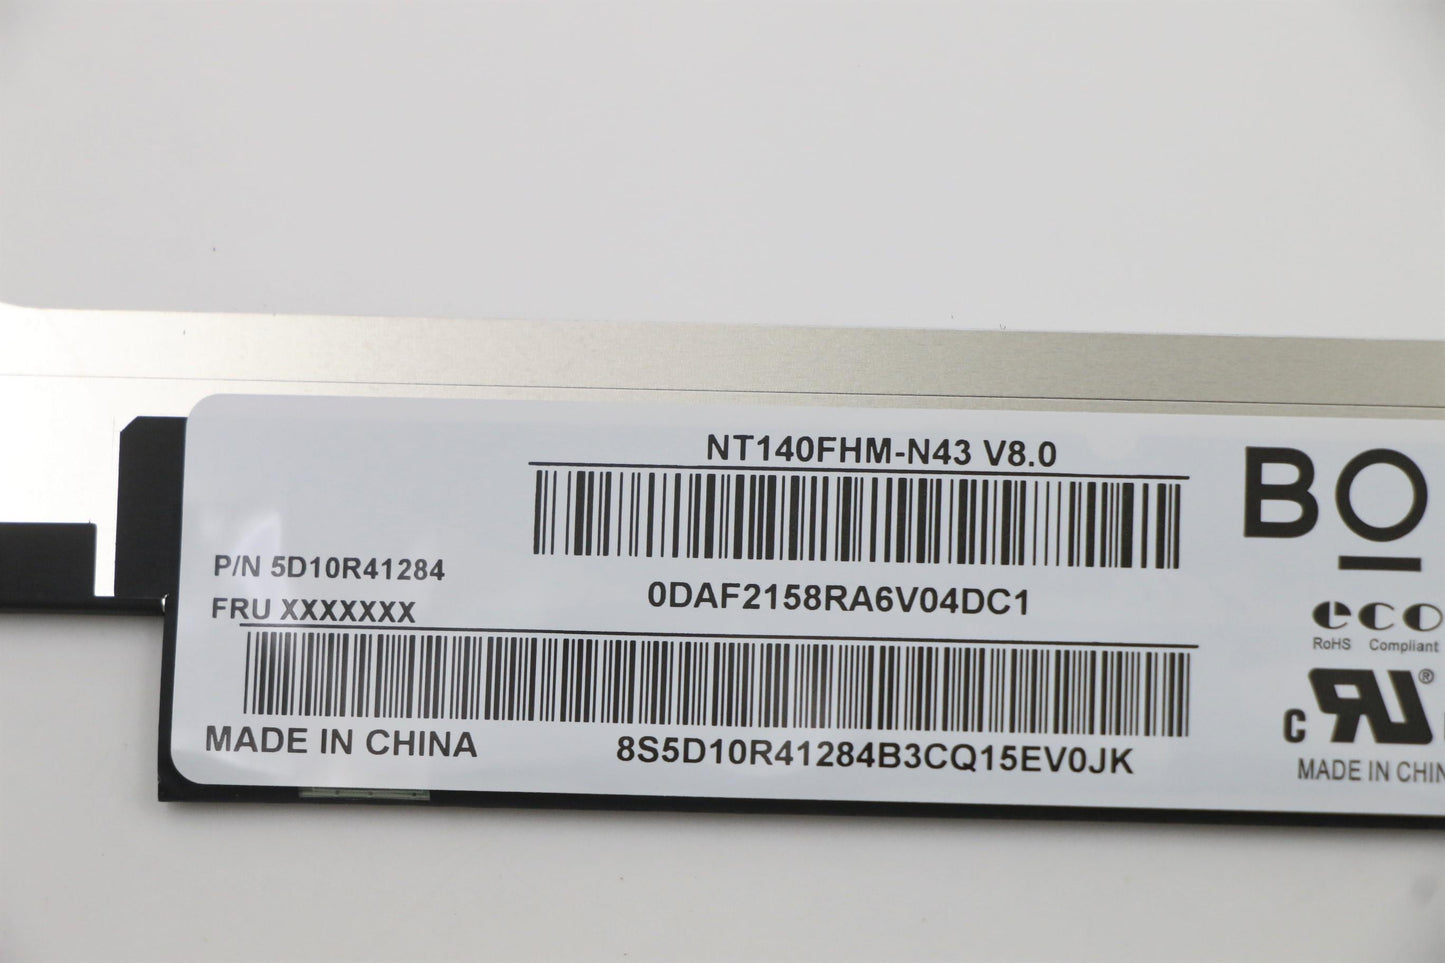 NT140FHM-N43 V8.0
BO
P/N 5D10R41284
0DAF2158RA6V04DC1
FRU XXXXXXX
eco
RoHS Compliant
c RU ®
MADE IN CHINA
8S5D10R41284B3CQ15EV0JK
MADE IN CHIN